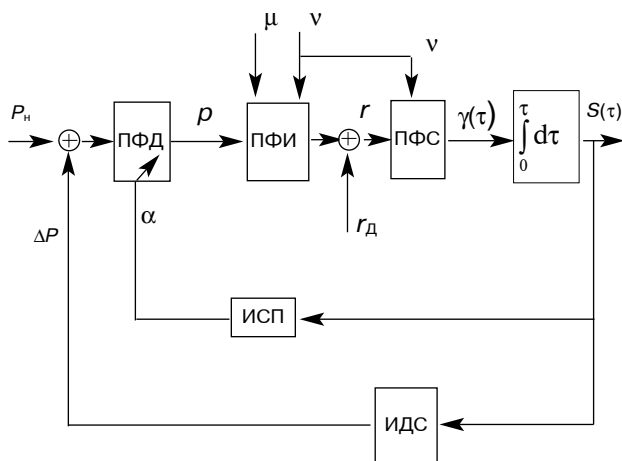 μ
ν
ν
Pн
ПФД
p
ПФИ
r
ПФС
γ(τ)
τ
∫dτ
0
S(τ)
ΔP
α
rД
ИСП
ИДС